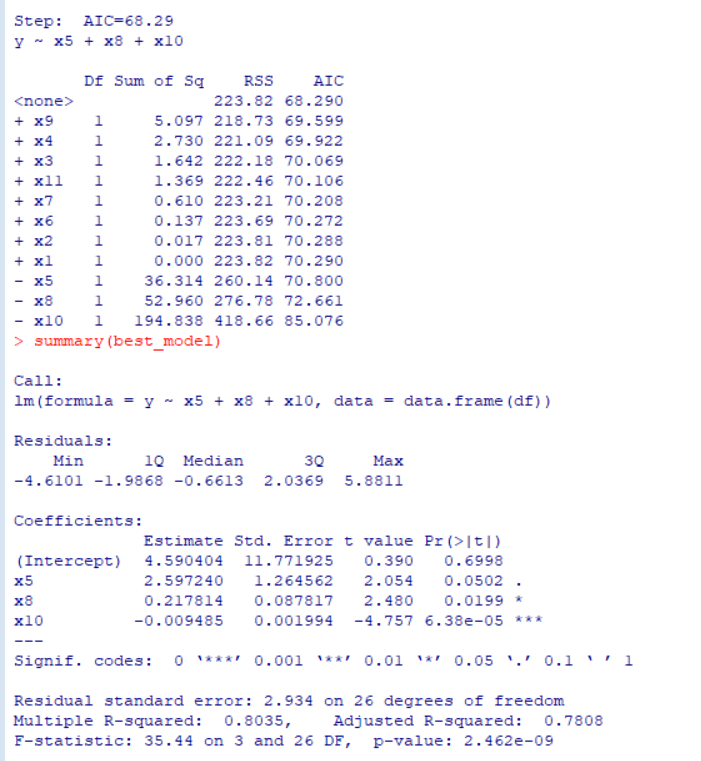 Step:  AIC=68.29
y ~ x5 + x8 + x10

       Df Sum of Sq    RSS    AIC
<none>              223.82 68.290
+ x9    1     5.097 218.73 69.599
+ x4    1     2.730 221.09 69.922
+ x3    1     1.642 222.18 70.069
+ x11   1     1.369 222.46 70.106
+ x7    1     0.610 223.21 70.208
+ x6    1     0.137 223.69 70.272
+ x2    1     0.017 223.81 70.288
+ x1    1     0.000 223.82 70.290
- x5    1    36.314 260.14 70.800
- x8    1    52.960 276.78 72.661
- x10   1   194.838 418.66 85.076
> summary(best_model)

Call:
lm(formula = y ~ x5 + x8 + x10, data = data.frame(df))

Residuals:
    Min      1Q  Median      3Q     Max
-4.6101 -1.9868 -0.6613  2.0369  5.8811

Coefficients:
             Estimate Std. Error t value Pr(>|t|)
(Intercept)  4.590404  11.771925   0.390   0.6998
x5           2.597240   1.264562   2.054   0.0502 .
x8           0.217814   0.087817   2.480   0.0199 *
x10         -0.009485   0.001994  -4.757 6.38e-05 ***
---
Signif. codes:  0 ‘***’ 0.001 ‘**’ 0.01 ‘*’ 0.05 ‘.’ 0.1 ‘ ’ 1

Residual standard error: 2.934 on 26 degrees of freedom
Multiple R-squared:  0.8035,    Adjusted R-squared:  0.7808
F-statistic: 35.44 on 3 and 26 DF,  p-value: 2.462e-09